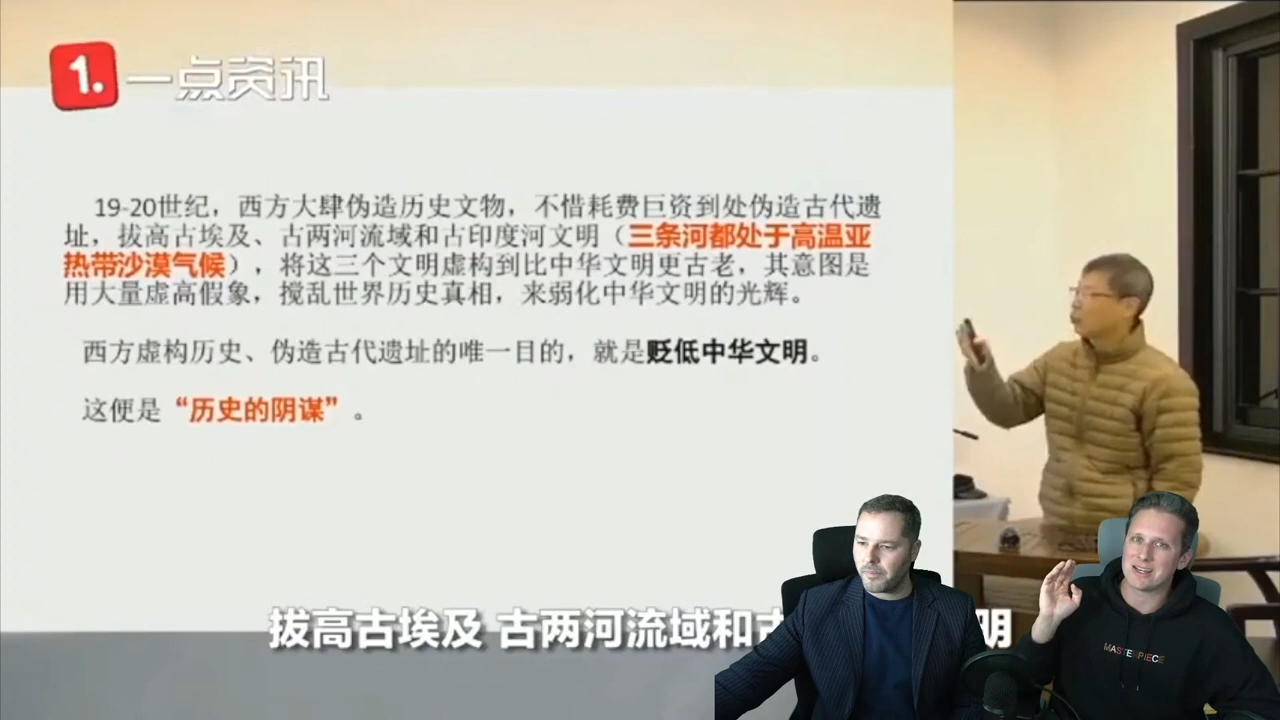 1. 一点资讯
19-20世纪，西方大肆伪造历史文物，不惜耗费巨资到处伪造古代遗
址，拔高古埃及、古两河流域和古印度河文明（三条河都处于高温亚
热带沙漠气候），将这三个文明虚构到比中华文明更古老，其意图是
用大量虚高假象，搅乱世界历史真相，来弱化中华文明的光辉。
西方虚构历史、伪造古代遗址的唯一目的，就是贬低中华文明。
这便是“历史的阴谋”。
拔高古埃及 古两河流域和古 明
MASTERPIECE